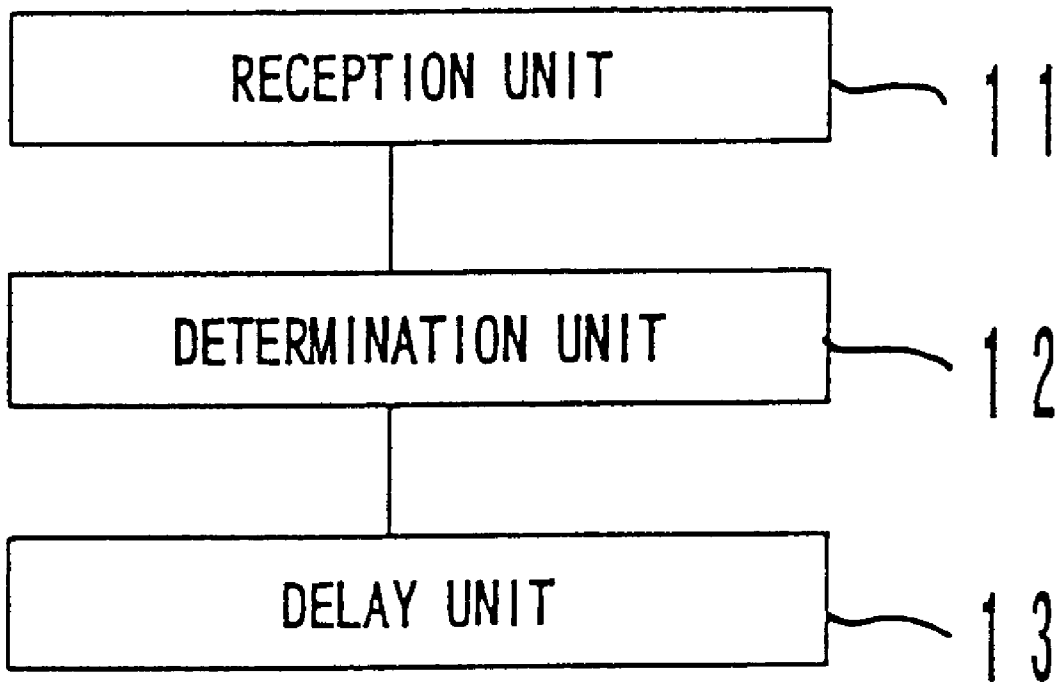 RECEPTION UNIT
11
DETERMINATION UNIT
12
DELAY UNIT
13